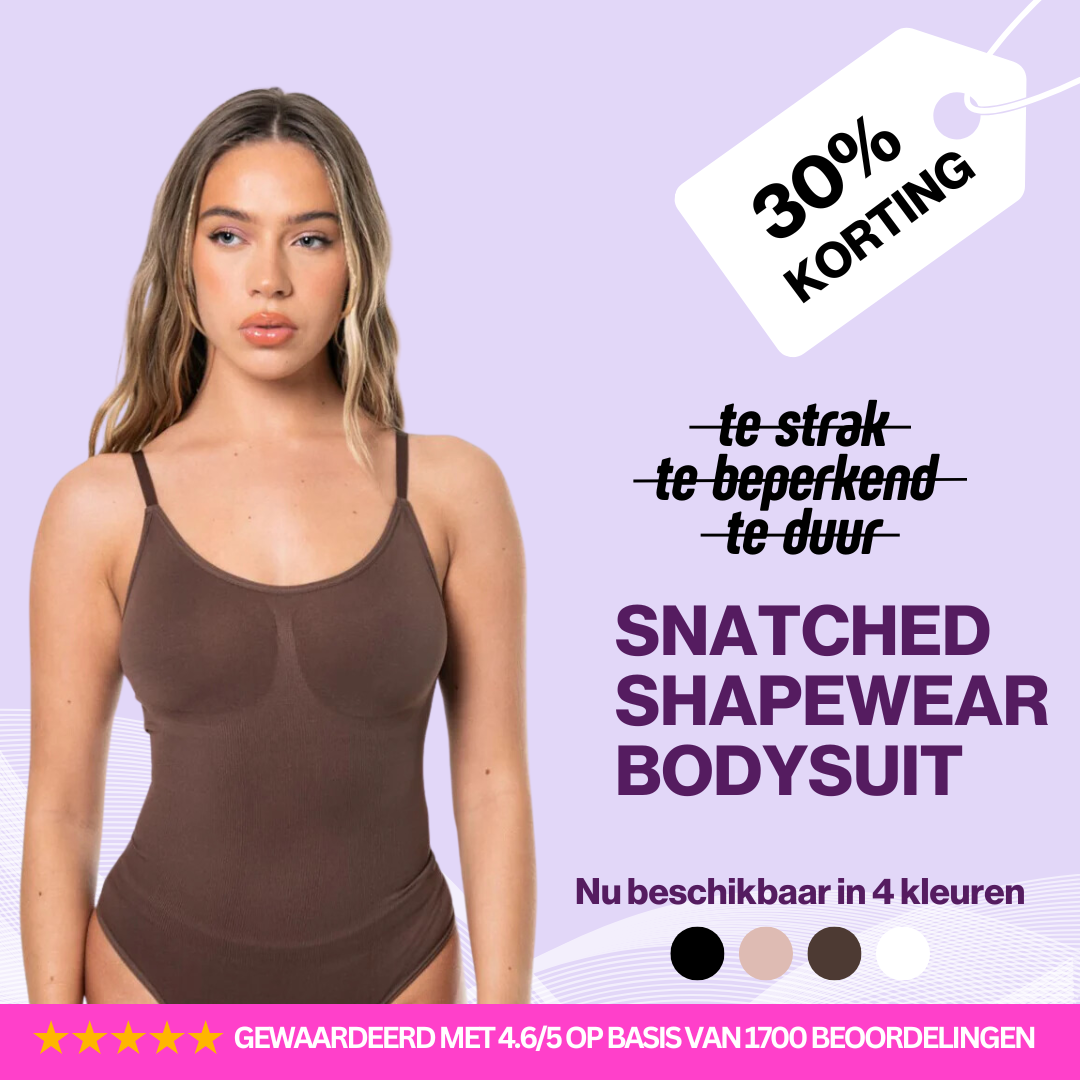 30%
KORTING
te strak
te beperkend
te duur
SNATCHED
SHAPEWEAR
BODYSUIT
Nu beschikbaar in 4 kleuren
GEWAARDEERD MET 4.6/5 OP BASIS VAN 1700 BEOORDELINGEN